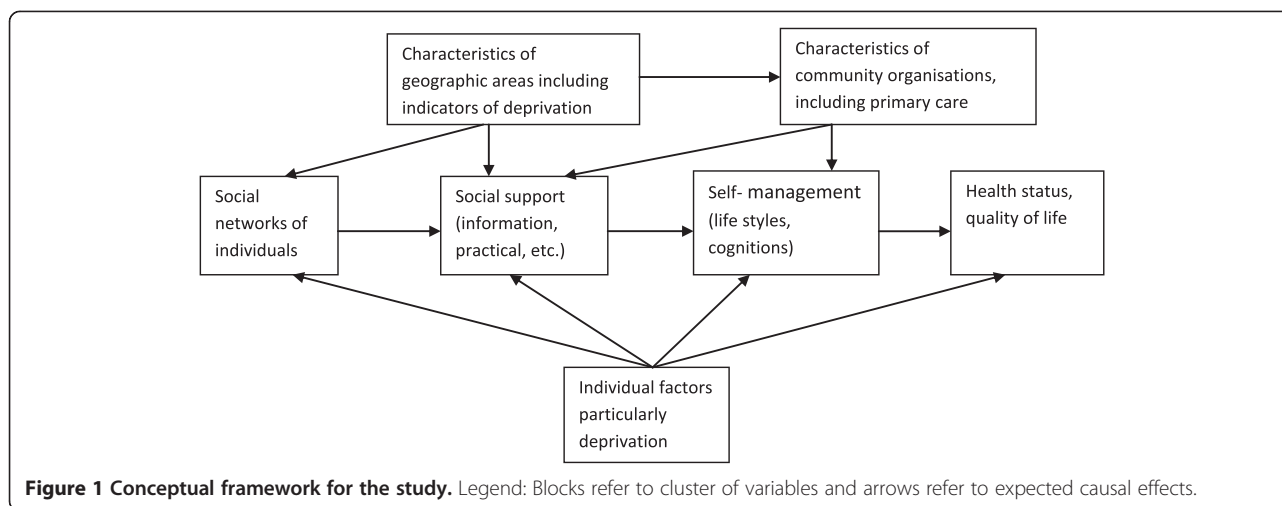 Characteristics of
geographic areas including
indicators of deprivation
Characteristics of
community organisations,
including primary care
Social
networks of
individuals
Social support
(information,
practical, etc.)
Self- management
(life styles,
cognitions)
Health status,
quality of life
Individual factors
particularly
deprivation
Figure 1 Conceptual framework for the study. Legend: Blocks refer to cluster of variables and arrows refer to expected causal effects.